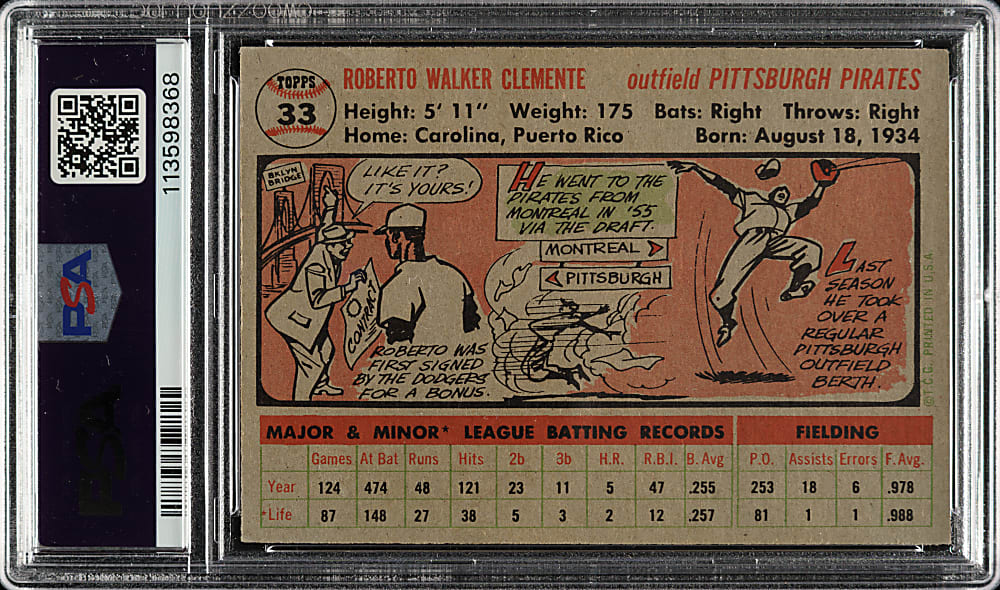 113598368
PSA
PSA
TOPPS
33
ROBERTO WALKER CLEMENTE outfield PITTSBURGH PIRATES
Height: 5' 11" Weight: 175 Bats: Right Throws: Right
Home: Carolina, Puerto Rico Born: August 18, 1934
BKLYN
BRIDGE
LIKE IT?
IT'S YOURS!
CONTRACT
ROBERTO WAS
FIRST SIGNED
BY THE DODGERS
FOR A BONUS.
HE WENT TO THE
PIRATES FROM
MONTREAL IN '55
VIA THE DRAFT.
MONTREAL
PITTSBURGH
LAST
SEASON
HE TOOK
OVER A
REGULAR
PITTSBURGH
OUTFIELD
BERTH.
©T.C.G. PRINTED IN U.S.A.
MAJOR & MINOR* LEAGUE BATTING RECORDS FIELDING
Games At Bat Runs Hits 2b 3b H.R. R.B.I. B. Avg P.O. Assists Errors F. Avg.
Year 124 474 48 121 23 11 5 47 .255 253 18 6 .978
*Life 87 148 27 38 5 3 2 12 .257 81 1 1 .988